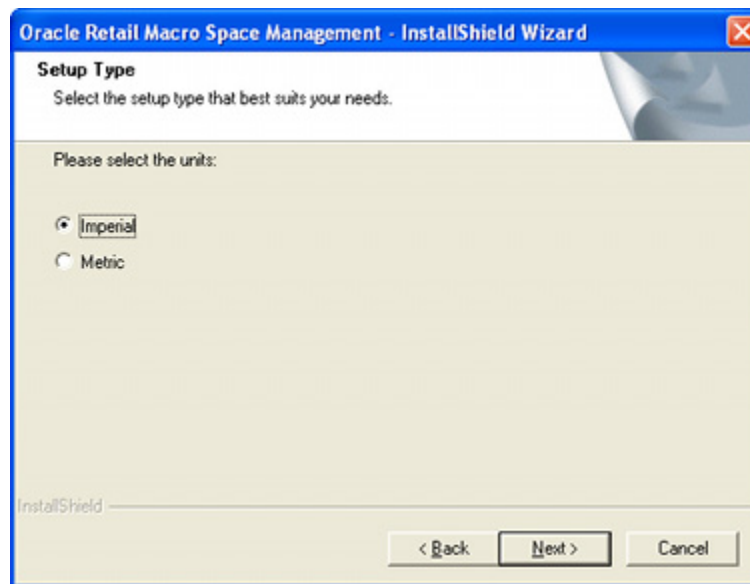 Oracle Retail Macro Space Management - InstallShield Wizard
Setup Type
Select the setup type that best suits your needs.
Please select the units:
Imperial
Metric
InstallShield
< Back Next > Cancel